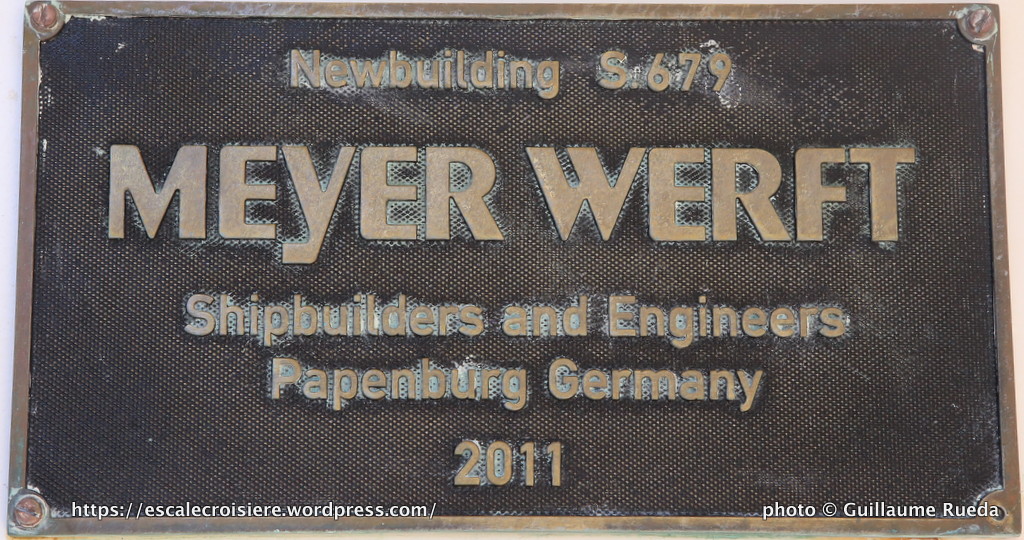 Newbuilding S.679
MEYER WERFT
Shipbuilders and Engineers
Papenburg Germany
2011
https://escalecroisiere.wordpress.com/ photo © Guillaume Rueda